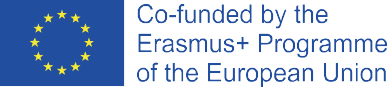 Co-funded by the
Erasmus+ Programme
of the European Union